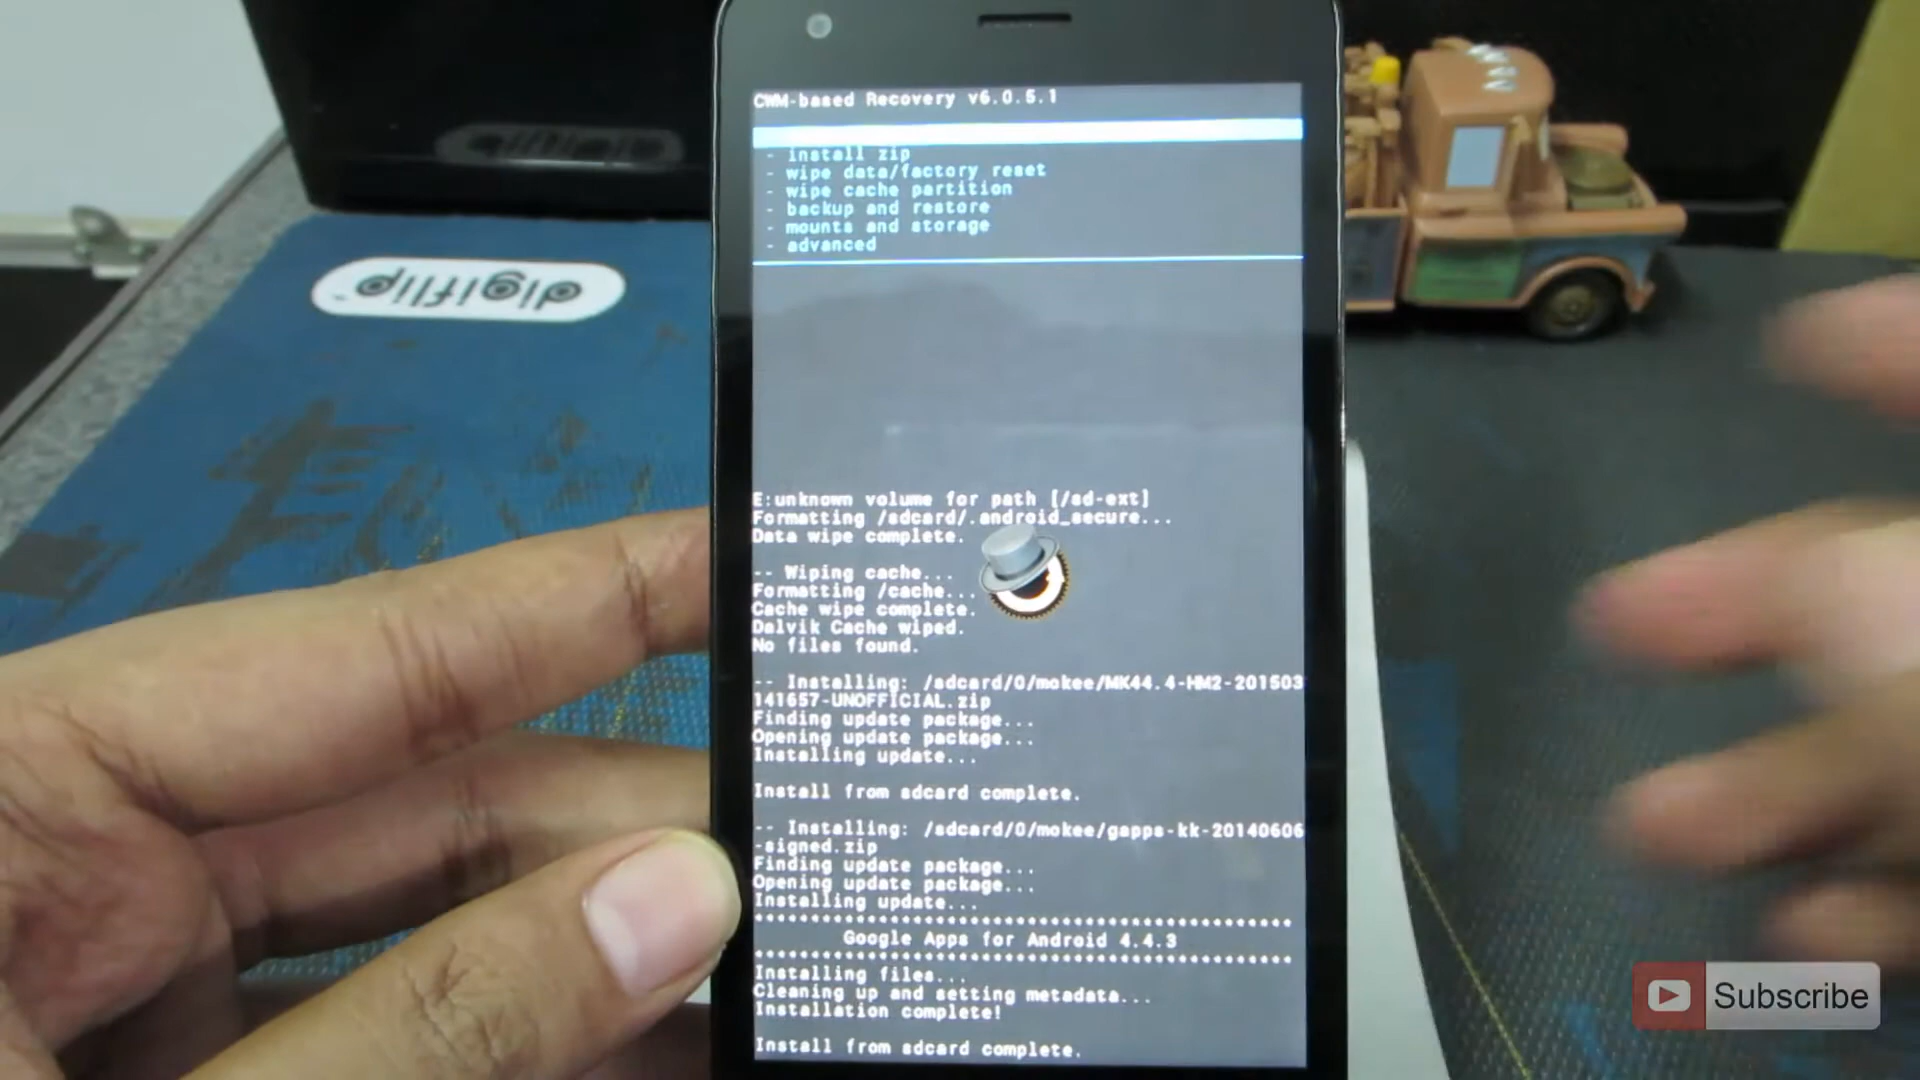 CWM-based Recovery v6.0.5.1
- install zip
- wipe data/factory reset
- wipe cache partition
- backup and restore
- mounts and storage
- advanced
E:unknown volume for path [/sd-ext]
Formatting /sdcard/.android_secure...
Data wipe complete.
-- Wiping cache...
Formatting /cache...
Cache wipe complete.
Dalvik Cache wiped.
No files found.
-- Installing: /sdcard/0/mokee/MK44.4-HM2-201503
141657-UNOFFICIAL.zip
Finding update package...
Opening update package...
Installing update...
Install from sdcard complete.
-- Installing: /sdcard/0/mokee/gapps-kk-20140606
-signed.zip
Finding update package...
Opening update package...
Installing update...
Google Apps for Android 4.4.3
Installing files...
Cleaning up and setting metadata...
Installation complete!
Install from sdcard complete.
digiflip
Subscribe